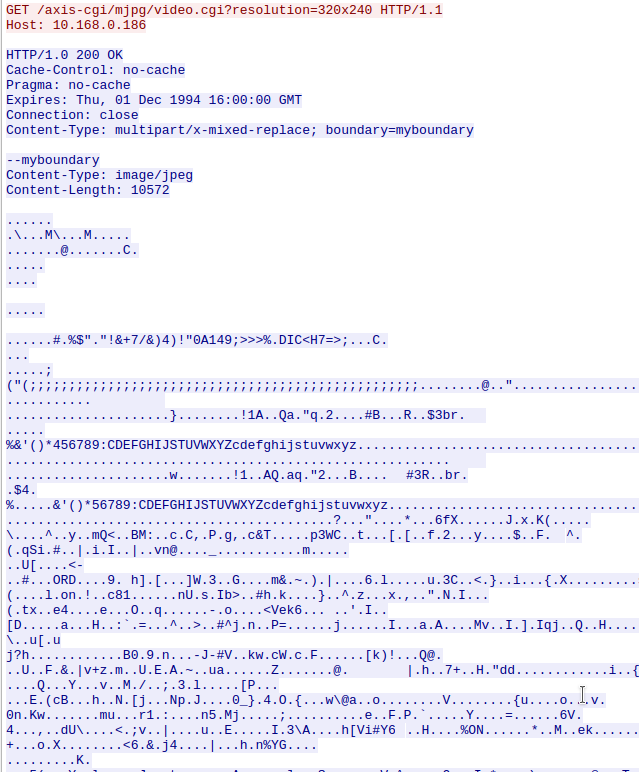 GET /axis-cgi/mjpg/video.cgi?resolution=320x240 HTTP/1.1
Host: 10.168.0.186
HTTP/1.0 200 OK
Cache-Control: no-cache
Pragma: no-cache
Expires: Thu, 01 Dec 1994 16:00:00 GMT
Connection: close
Content-Type: multipart/x-mixed-replace; boundary=myboundary
--myboundary
Content-Type: image/jpeg
Content-Length: 10572
......
.\...M\...M.....
.......@.......C.
.....
....
.....
......#.%$"."!&+7/&)4)!"0A149;>>>%.DIC<H7=>;...C.
...
.....;
...........
.....................}........!1A..Qa."q.2....#B...R..$3br.
.....
%&'()*456789:CDEFGHIJSTUVWXYZcdefghijstuvwxyz
.....................w.......!1..AQ.aq."2...B.... #3R..br.
.$4.
%.....&'()*56789:CDEFGHIJSTUVWXYZcdefghijstuvwxyz
\....^..y..mQ<..BM:..c.C,.P.g,.c&T.....p3WC..t...[.[..f.2...y....$..F. ^.
(.qSi.#..|.i.I..|..vn@...._...........m.....
..U[....<-
..#...ORD....9. h].[...]W.3..G....m&.~.).|....6.l.....u.3C..<.}..i...{.X
(....l.on.!..c81......nU.s.Ib>..#h.k....}..^.z...x.,..".N.I...
(.tx..e4....e...O..q......-.o....<Vek6... ..'.I..
[D.....a...H..:`.=...^..>..#^j.n..P=......j......I...a.A....Mv..I.].Iqj..Q..H....
\..u[.u
j?h............B0.9.n...-J-#V..kw.cW.c.F......[k)!...Q@.
..U..F.&.|v+z.m..U.E.A.~..ua......Z.......@. |.h..7+..H."dd............i..{
....Q...Y...v..M./..;.3.l.....[P...
...E.(cB...h..N.[j...Np.J....0_}.4.O.{...w\@a..o........V........{u....o...v.
0n.Kw.......mu...r1.:....n5.Mj.....;..........e..F.P.`.....Y....=......6V.
4...,..dU\....<.;v..|....u..E.....I.3\A....h[Vi#Y6 ..H....%ON......*..M..ek......
+...o.X........<6.&.j4....|...h.n%YG....
.........K.